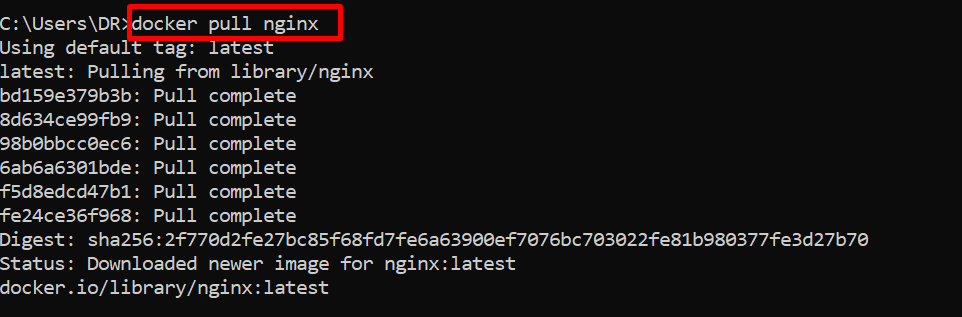 C:\Users\DR>docker pull nginx
Using default tag: latest
latest: Pulling from library/nginx
bd159e379b3b: Pull complete
8d634ce99fb9: Pull complete
98b0bbcc0ec6: Pull complete
6ab6a6301bde: Pull complete
f5d8edcd47b1: Pull complete
fe24ce36f968: Pull complete
Digest: sha256:2f770d2fe27bc85f68fd7fe6a63900ef7076bc703022fe81b980377fe3d27b70
Status: Downloaded newer image for nginx:latest
docker.io/library/nginx:latest